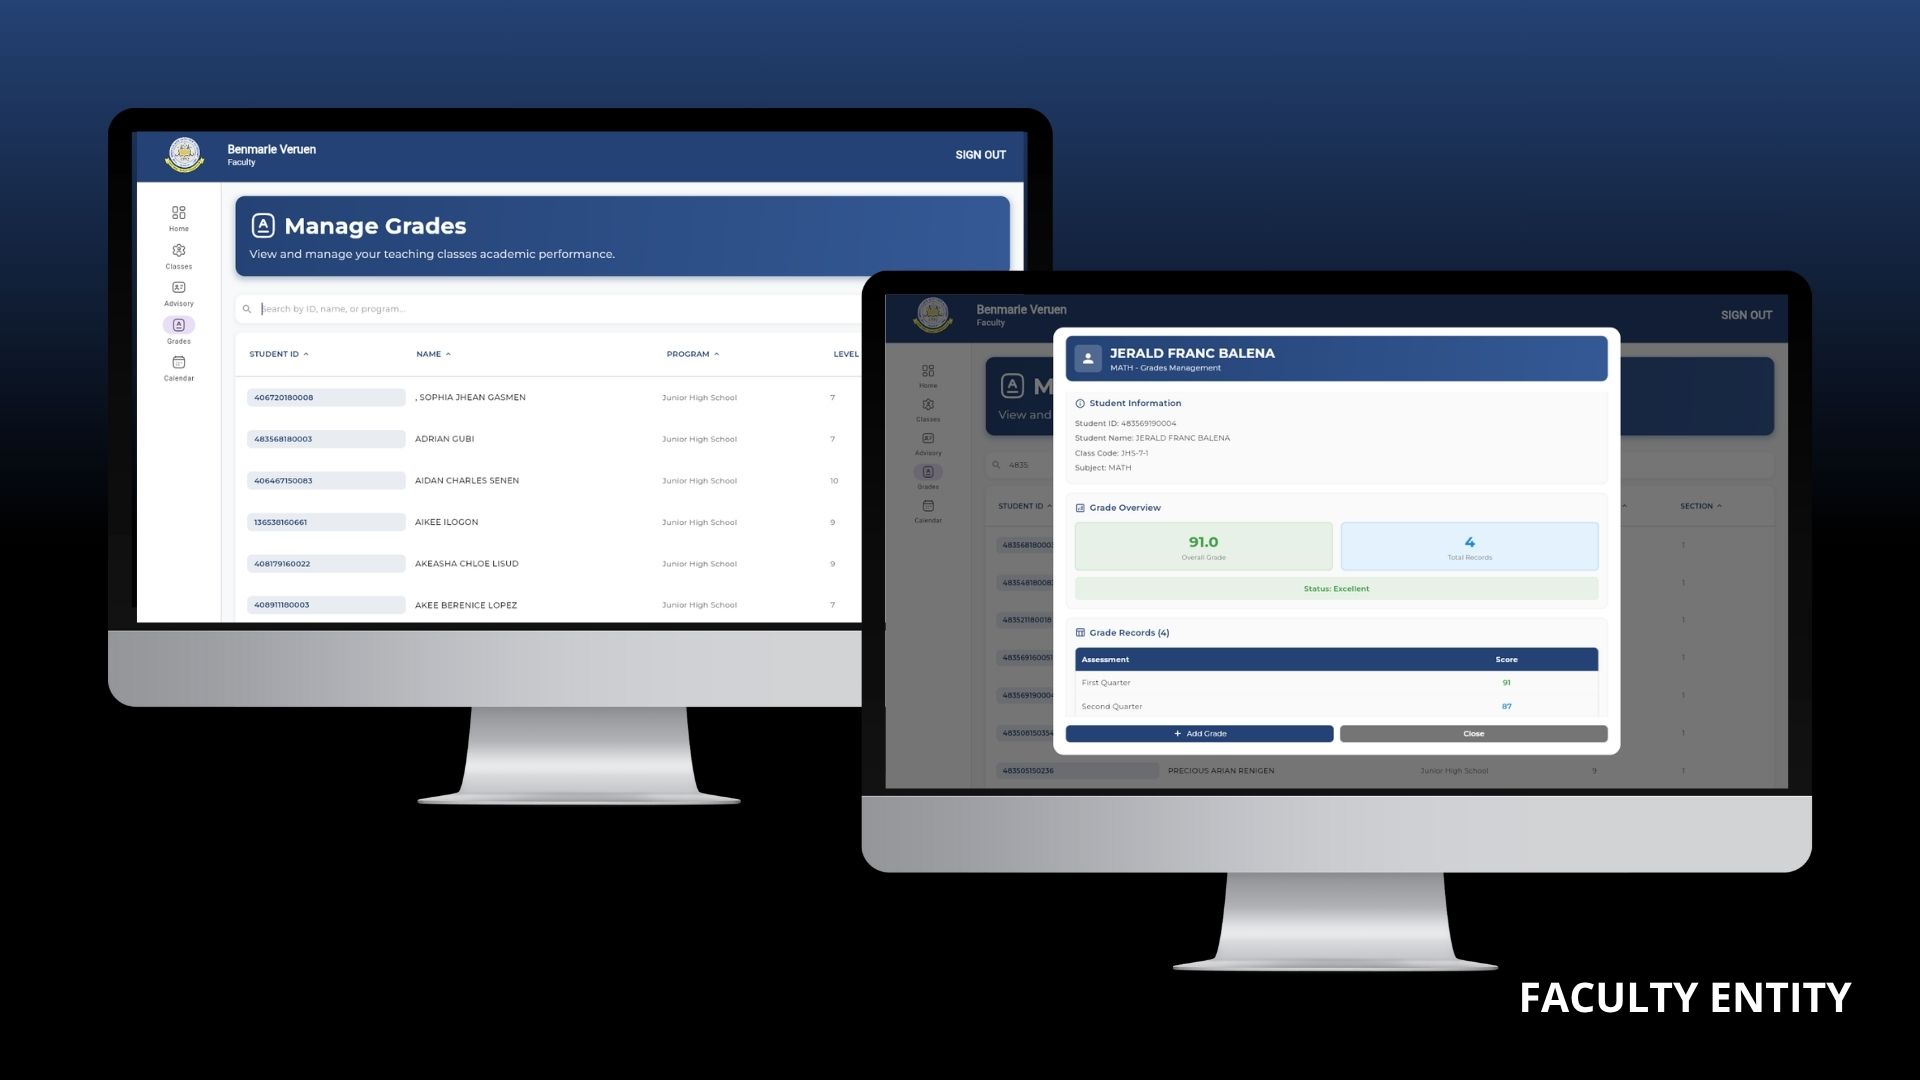 Benmarie Veruen
Faculty
SIGN OUT
Home
Classes
Advisory
Grades
Calendar
Manage Grades
View and manage your teaching classes academic performance.
Search by ID, name, or program...
STUDENT ID NAME PROGRAM LEVEL
406720180008 , SOPHIA JHEAN GASMEN Junior High School 7
483568180003 ADRIAN GUBI Junior High School 7
406467150083 AIDAN CHARLES SENEN Junior High School 10
136538160661 AIKEE ILOGON Junior High School 9
408179160022 AKEASHA CHLOE LISUD Junior High School 9
408911180003 AKEE BERENICE LOPEZ Junior High School 7
Benmarie Veruen
Faculty
SIGN OUT
Home
Classes
Advisory
Grades
Calendar
M
View and
4835
STUDENT ID SECTION
483568180003 1
483548180083 1
483521180018 1
483569160051 1
483569190004 1
483508150354 1
483505150236 PRECIOUS ARIAN RENIGEN Junior High School 9 1
JERALD FRANC BALENA
MATH - Grades Management
Student Information
Student ID: 483569190004
Student Name: JERALD FRANC BALENA
Class Code: JHS-7-1
Subject: MATH
Grade Overview
91.0
Overall Grade
4
Total Records
Status: Excellent
Grade Records (4)
Assessment Score
First Quarter 91
Second Quarter 87
+ Add Grade
Close
FACULTY ENTITY